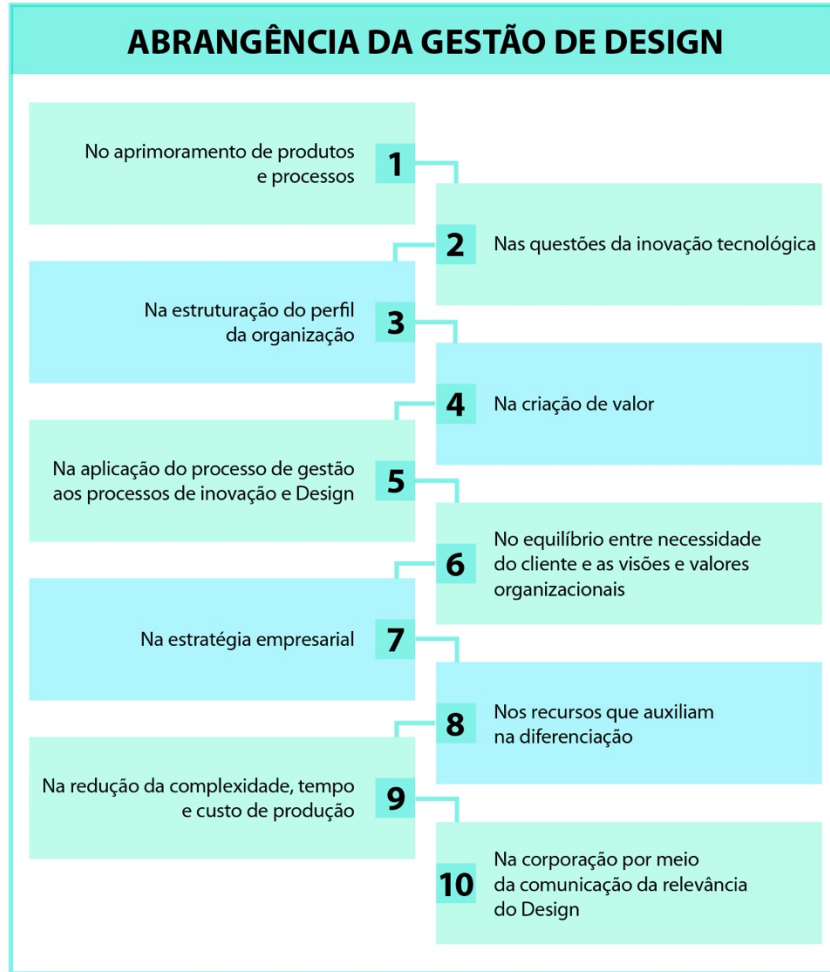 ABRANGÊNCIA DA GESTÃO DE DESIGN
No aprimoramento de produtos
e processos
1
2
Nas questões da inovação tecnológica
Na estruturação do perfil
da organização
3
4
Na criação de valor
Na aplicação do processo de gestão
aos processos de inovação e Design
5
6
No equilíbrio entre necessidade
do cliente e as visões e valores
organizacionais
Na estratégia empresarial
7
8
Nos recursos que auxiliam
na diferenciação
Na redução da complexidade, tempo
e custo de produção
9
10
Na corporação por meio
da comunicação da relevância
do Design